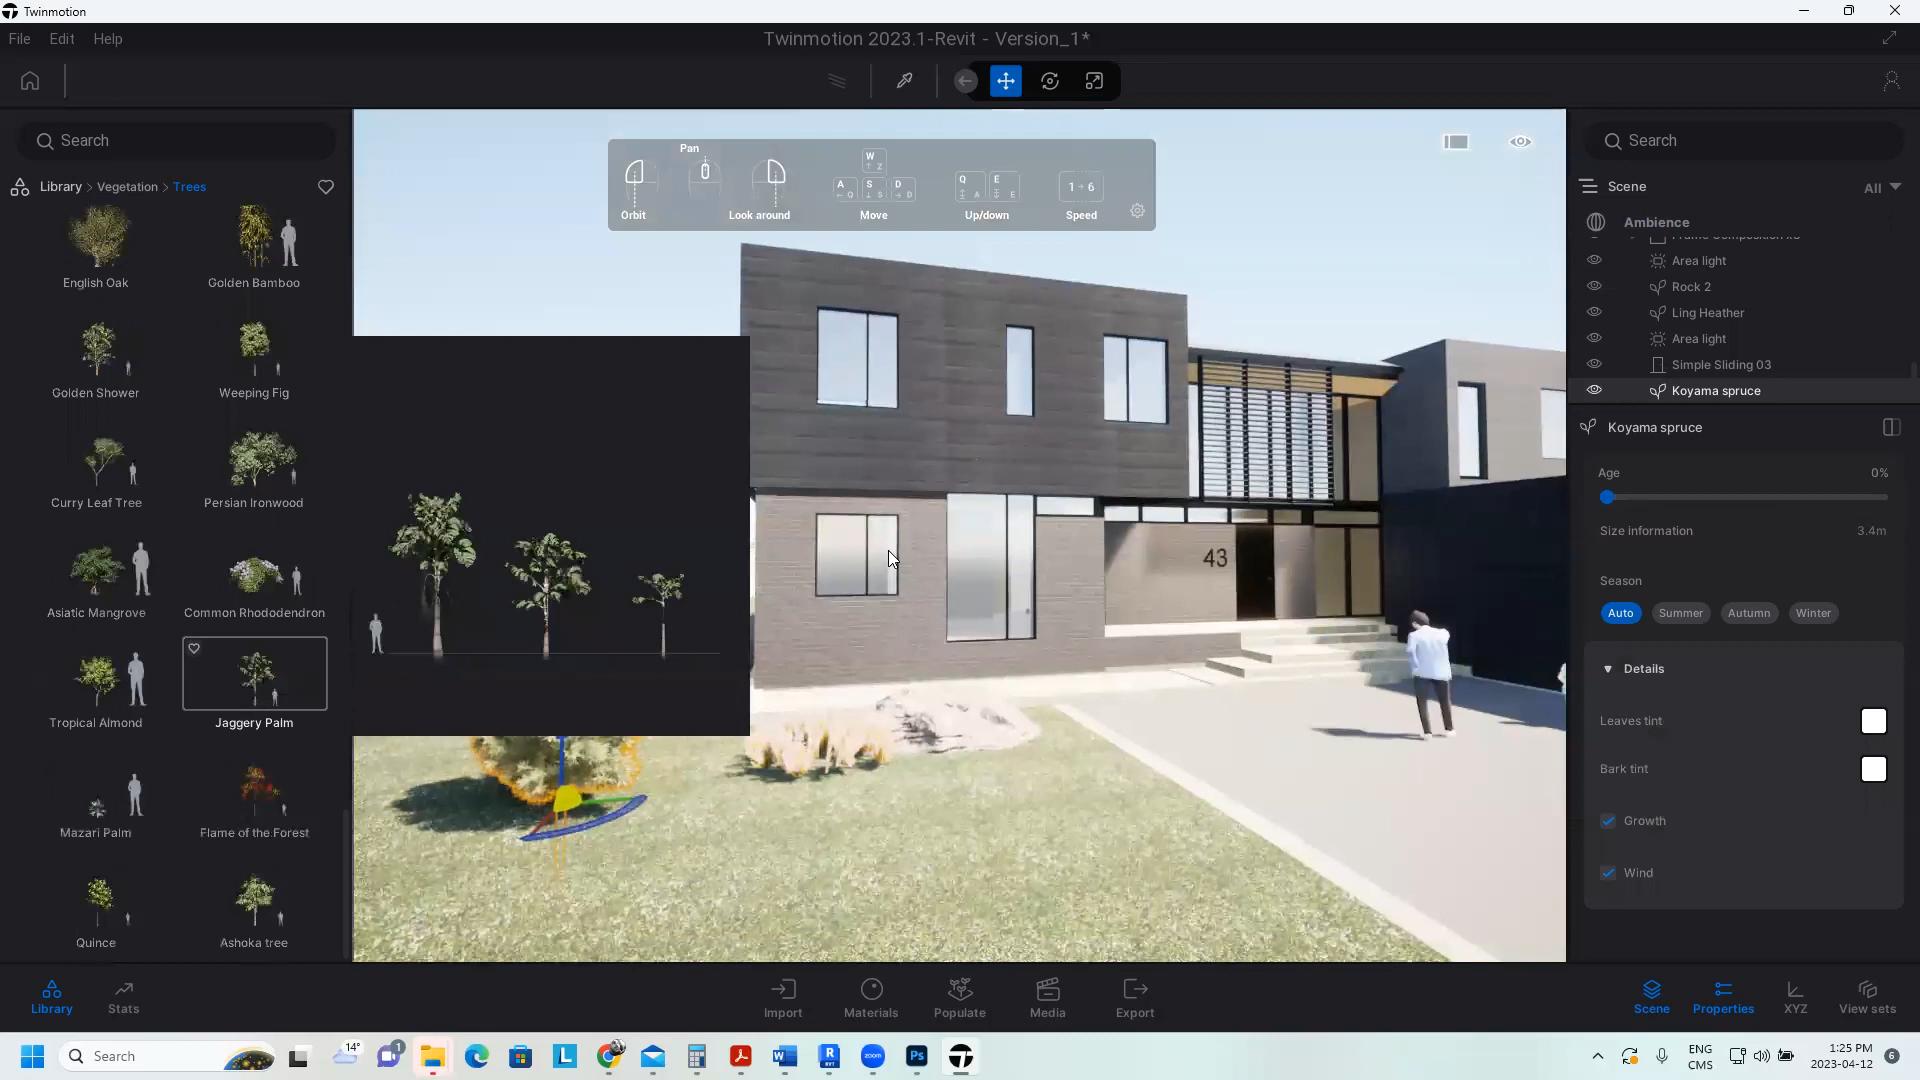 Twinmotion
File Edit Help
Twinmotion 2023.1-Revit - Version_1*
Search
Library > Vegetation > Trees
English Oak
Golden Bamboo
Golden Shower
Weeping Fig
Curry Leaf Tree
Persian Ironwood
Asiatic Mangrove
Common Rhododendron
Tropical Almond
Jaggery Palm
Mazari Palm
Flame of the Forest
Quince
Ashoka tree
Pan
W
Z
A
Q
S
S
D
D
Q
A
E
E
1
6
Orbit
Look around
Move
Up/down
Speed
43
Search
Scene
All
Ambience
Area light
Rock 2
Ling Heather
Area light
Simple Sliding 03
Koyama spruce
Koyama spruce
Age
0%
Size information
3.4m
Season
Auto
Summer
Autumn
Winter
Details
Leaves tint
Bark tint
Growth
Wind
Library
Stats
Import
Materials
Populate
Media
Export
Scene
Properties
XYZ
View sets
Search
14°
1
L
W
R
RVT
zoom
Ps
ENG
CMS
1:25 PM
2023-04-12
6